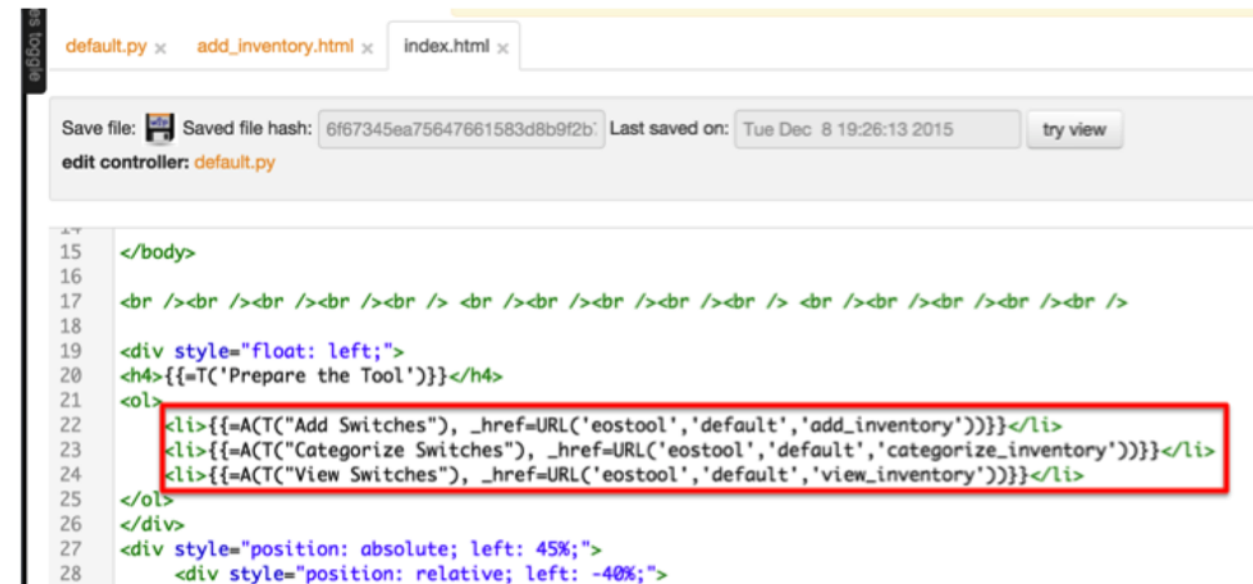 es toggle
default.py × add_inventory.html × index.html ×
Save file: Saved file hash: 6f67345ea75647661583d8b9f2b Last saved on: Tue Dec 8 19:26:13 2015 try view
edit controller: default.py
14
15 </body>
16
17 <br /><br /><br /><br /><br /> <br /><br /><br /><br /><br /> <br /><br /><br /><br /><br />
18
19 <div style="float: left;">
20 <h4>{{=T('Prepare the Tool')}}</h4>
21 <ol>
22 <li>{{=A(T("Add Switches"), _href=URL('eostool','default','add_inventory'))}}</li>
23 <li>{{=A(T("Categorize Switches"), _href=URL('eostool','default','categorize_inventory'))}}</li>
24 <li>{{=A(T("View Switches"), _href=URL('eostool','default','view_inventory'))}}</li>
25 </ol>
26 </div>
27 <div style="position: absolute; left: 45%;">
28 <div style="position: relative; left: -40%;">